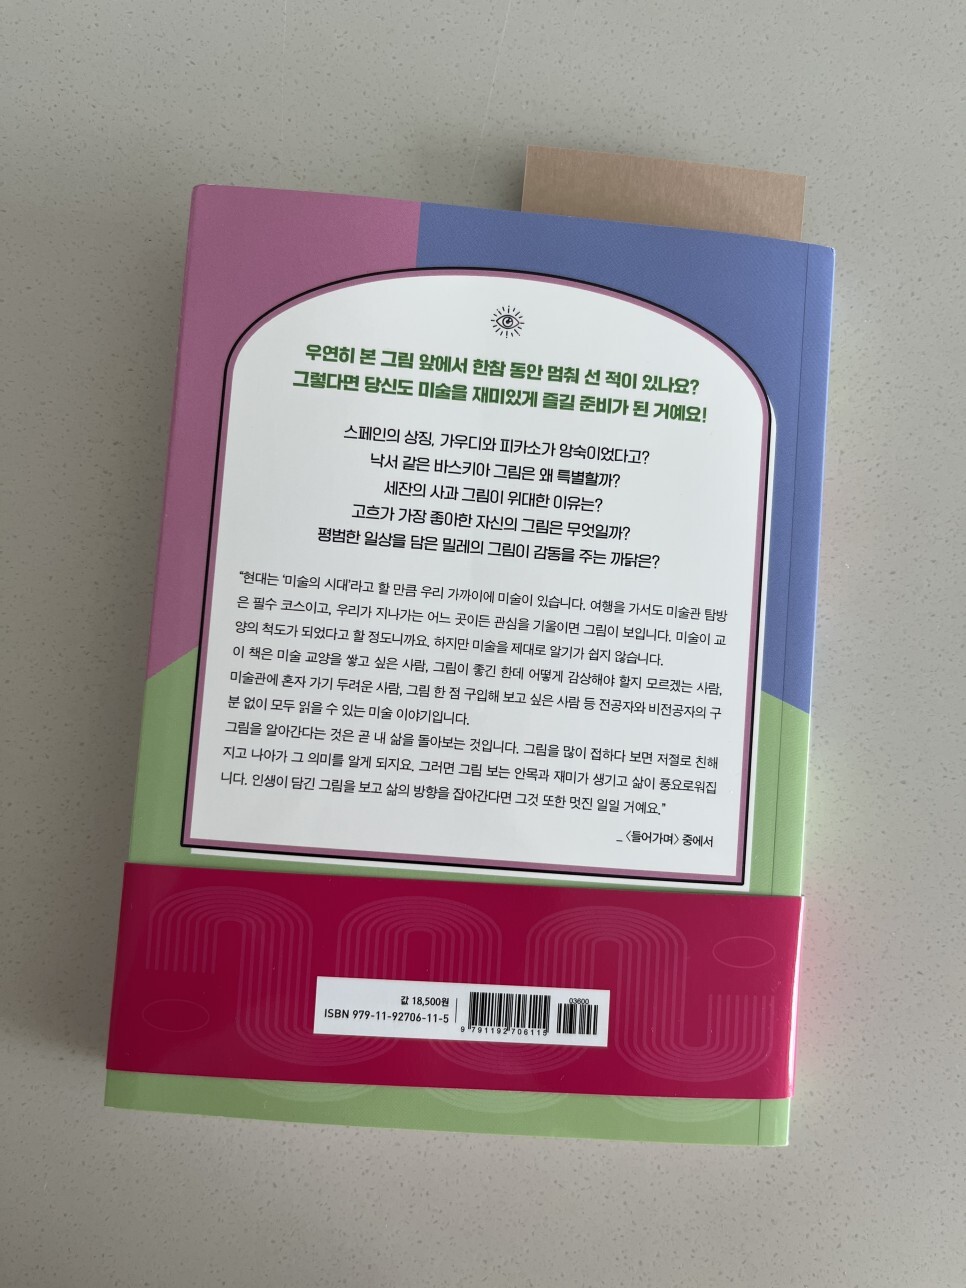 우연히 본 그림 앞에서 한참 동안 멈춰 선 적이 있나요?
그렇다면 당신도 미술을 재미있게 즐길 준비가 된 거예요!
스페인의 상징, 가우디와 피카소가 앙숙이었다고?
낙서 같은 바스키아 그림은 왜 특별할까?
세잔의 사과 그림이 위대한 이유는?
고흐가 가장 좋아한 자신의 그림은 무엇일까?
평범한 일상을 담은 밀레의 그림이 감동을 주는 까닭은?
“현대는 ‘미술의 시대’라고 할 만큼 우리 가까이에 미술이 있습니다. 여행을 가서도 미술관 탐방
은 필수 코스이고, 우리가 지나가는 어느 곳이든 관심을 기울이면 그림이 보입니다. 미술이 교
양의 척도가 되었다고 할 정도니까요. 하지만 미술을 제대로 알기가 쉽지 않습니다.
이 책은 미술 교양을 쌓고 싶은 사람, 그림이 좋긴 한데 어떻게 감상해야 할지 모르겠는 사람,
미술관에 혼자 가기 두려운 사람, 그림 한 점 구입해 보고 싶은 사람 등 전공자와 비전공자의 구
분 없이 모두 읽을 수 있는 미술 이야기입니다.
그림을 알아간다는 것은 곧 내 삶을 돌아보는 것입니다. 그림을 많이 접하다 보면 저절로 친해
지고 나아가 그 의미를 알게 되지요. 그러면 그림 보는 안목과 재미가 생기고 삶이 풍요로워집
니다. 인생이 담긴 그림을 보고 삶의 방향을 잡아간다면 그것 또한 멋진 일일 거예요.”
_〈들어가며〉 중에서
값 18,500원
ISBN 979-11-92706-11-5
03600
9 791192 706115